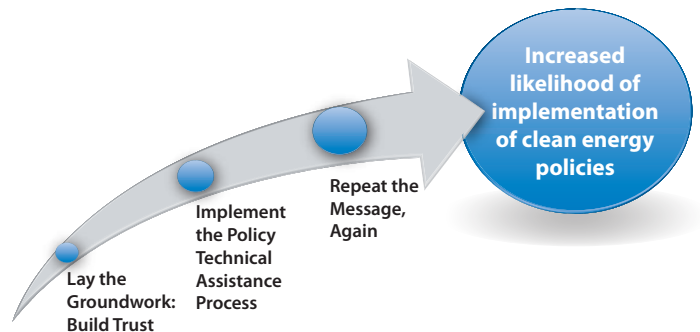 Lay the
Groundwork:
Build Trust
Implement
the Policy
Technical
Assistance
Process
Repeat the
Message,
Again
Increased
likelihood of
implementation
of clean energy
policies